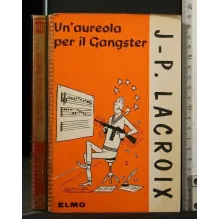 Un'aureola
per il Gangster
J-P. LACROIX
ELMO